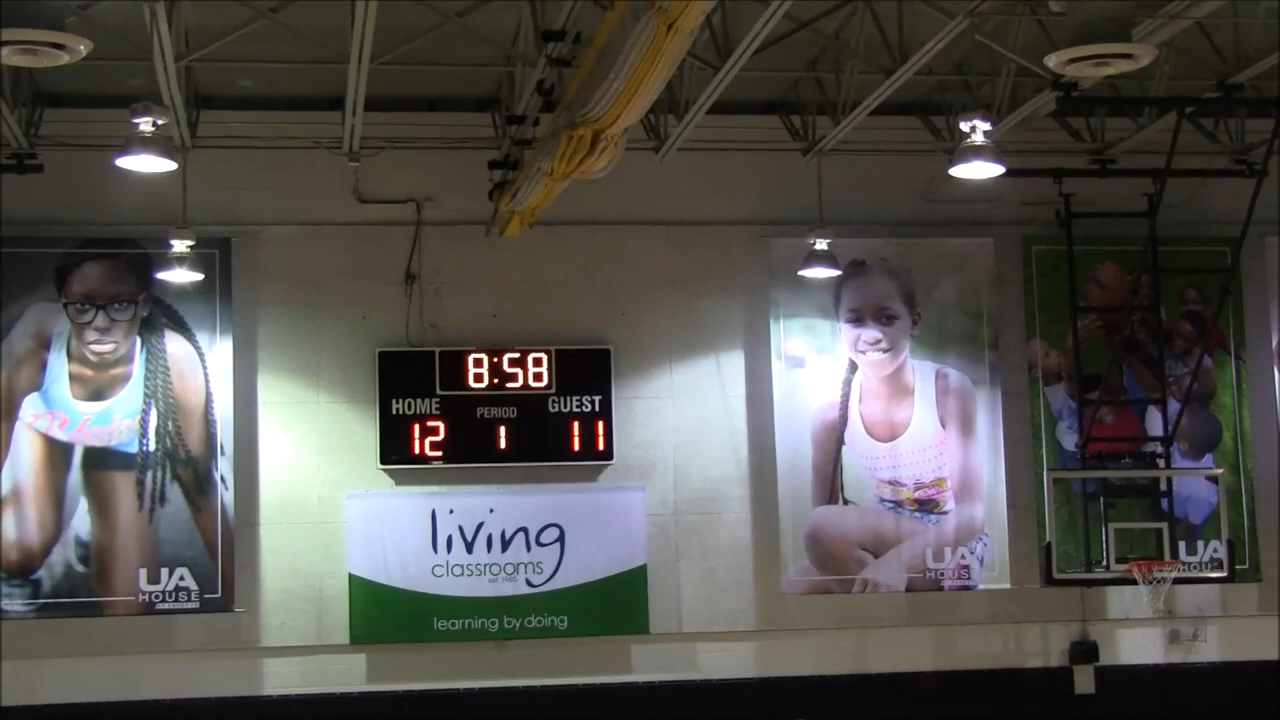 8:58
HOME PERIOD GUEST
12 1 11
living
classrooms
est. 1985
learning by doing
UA
HOUSE
UA
HOUSE
UA
HOU